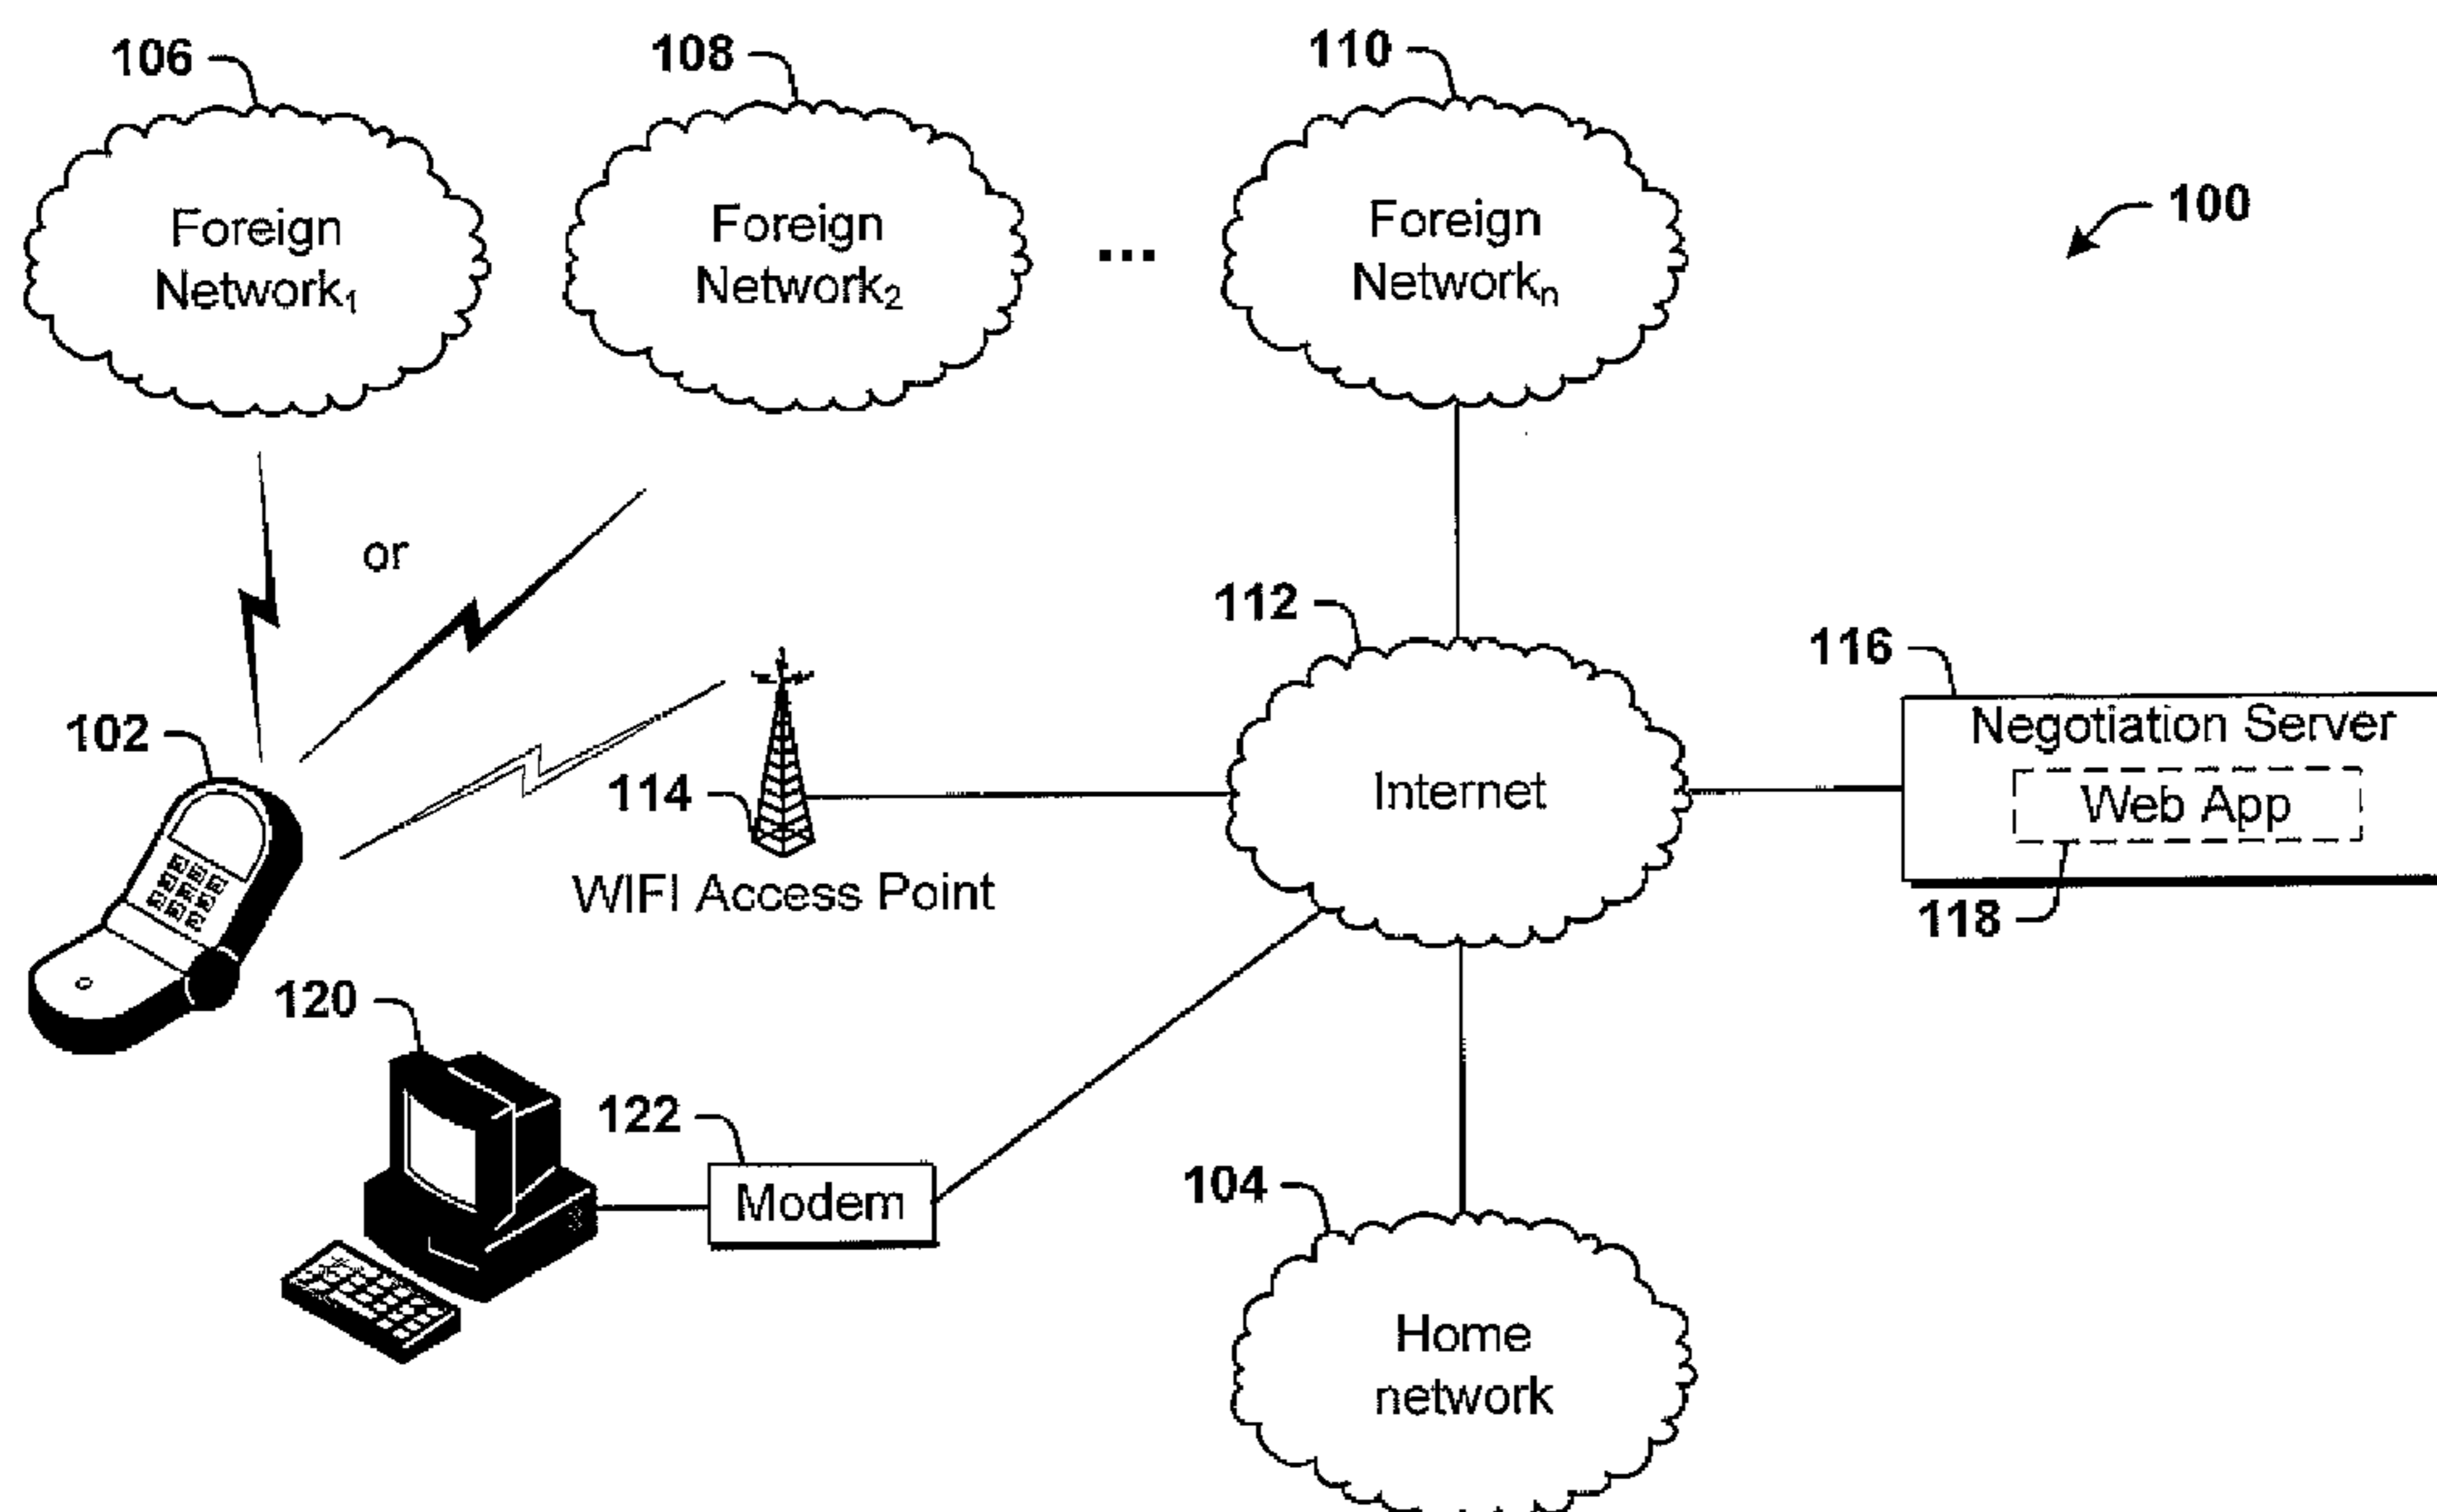 106
108
110
Foreign
Network₁
Foreign
Network₂
...
Foreign
Networkₙ
100
or
112
116
102
114
WIFI Access Point
Internet
Negotiation Server
Web App
118
120
122
Modem
104
Home
network